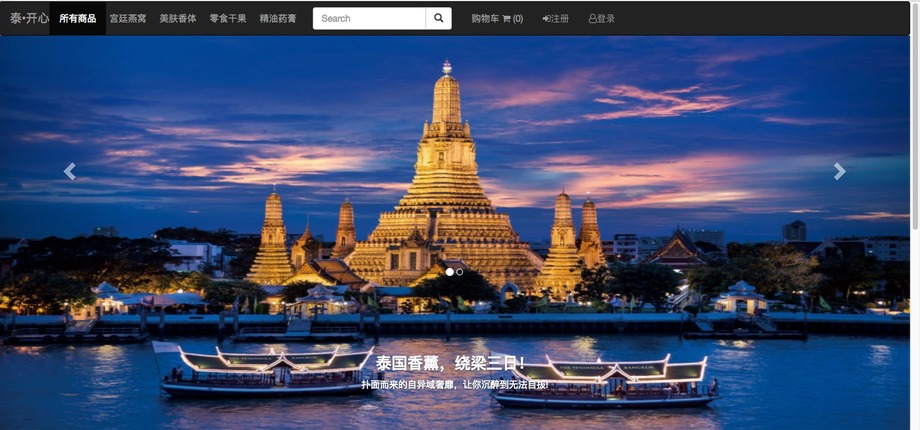 泰•开心 所有商品 宫廷燕窝 美肤香体 零食干果 精油药膏 Search 购物车 (0) 注册 登录
THE PENINSULA BANGKOK
泰国香薰，绕梁三日！
扑面而来的自异域奢靡，让你沉醉到无法自拔!